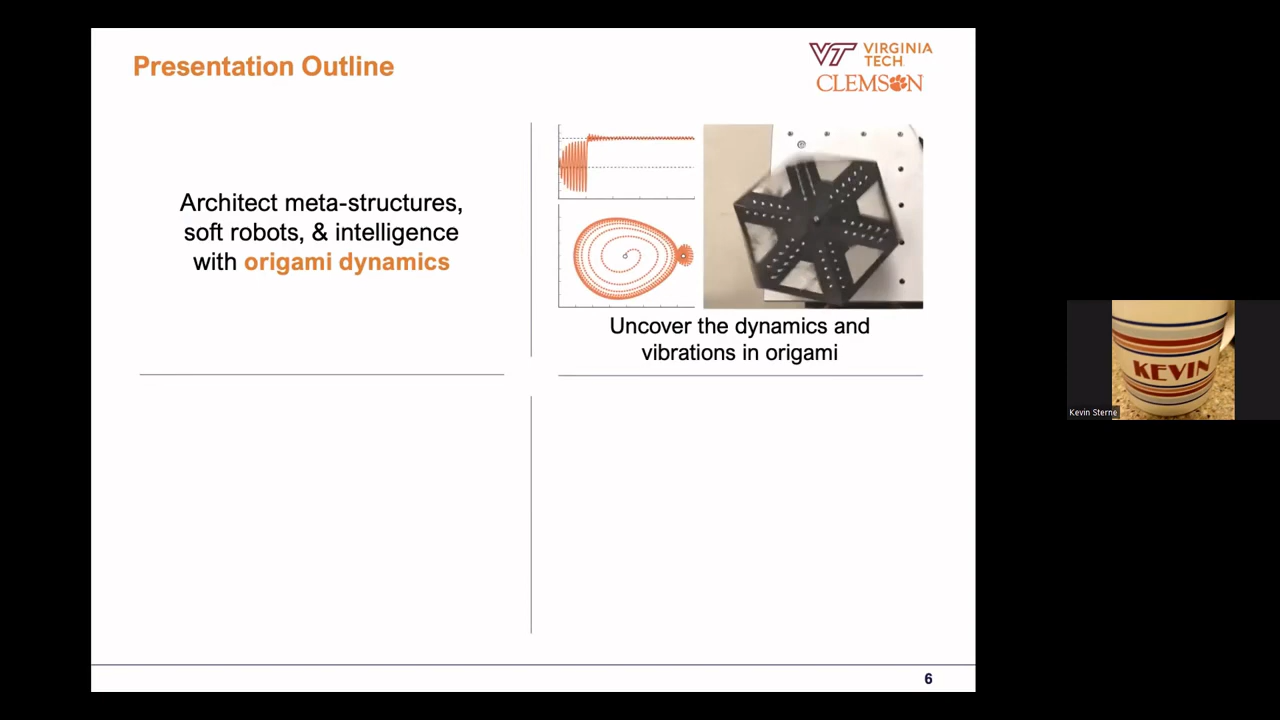 Presentation Outline
VT VIRGINIA
TECH
CLEMSON
Architect meta-structures,
soft robots, & intelligence
with origami dynamics
Uncover the dynamics and
vibrations in origami
KEVIN
Kevin Sterne
6